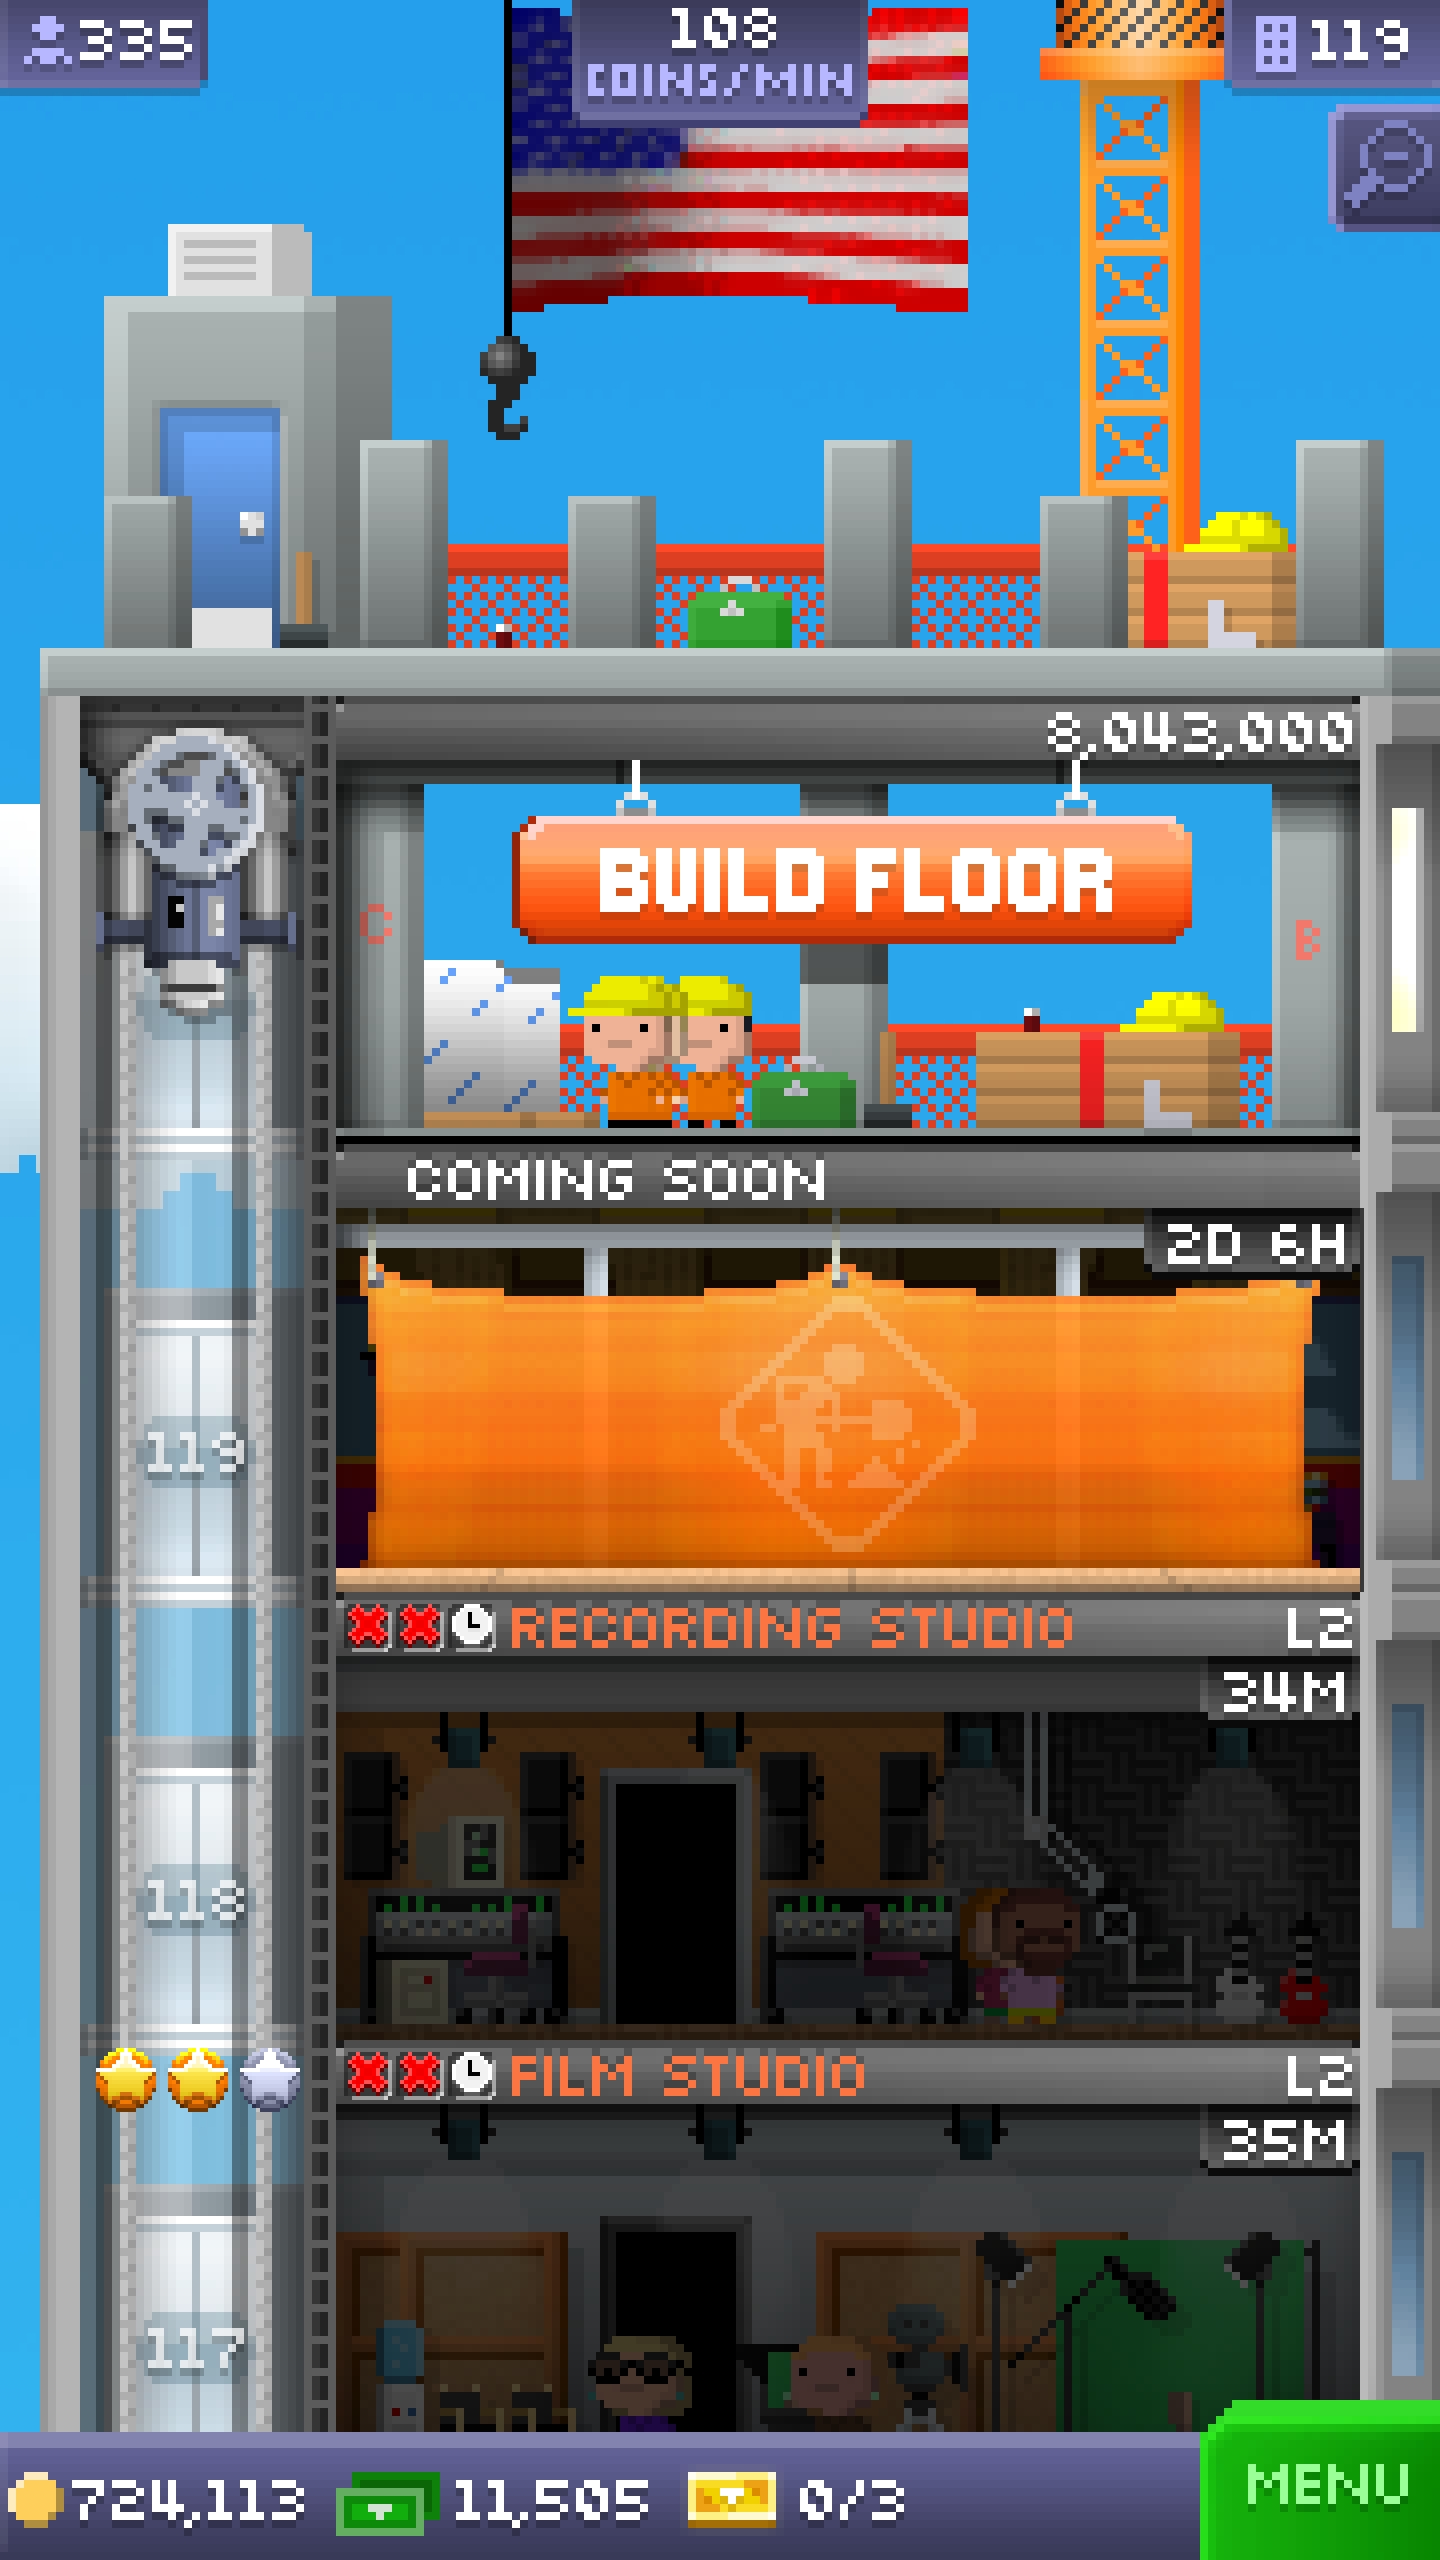 335
108
COINS/MIN
119
8,043,000
BUILD FLOOR
C
B
COMING SOON
2D 6H
119
RECORDING STUDIO L2
34M
118
FILM STUDIO L2
35M
117
724,113 11,505 0/3
MENU